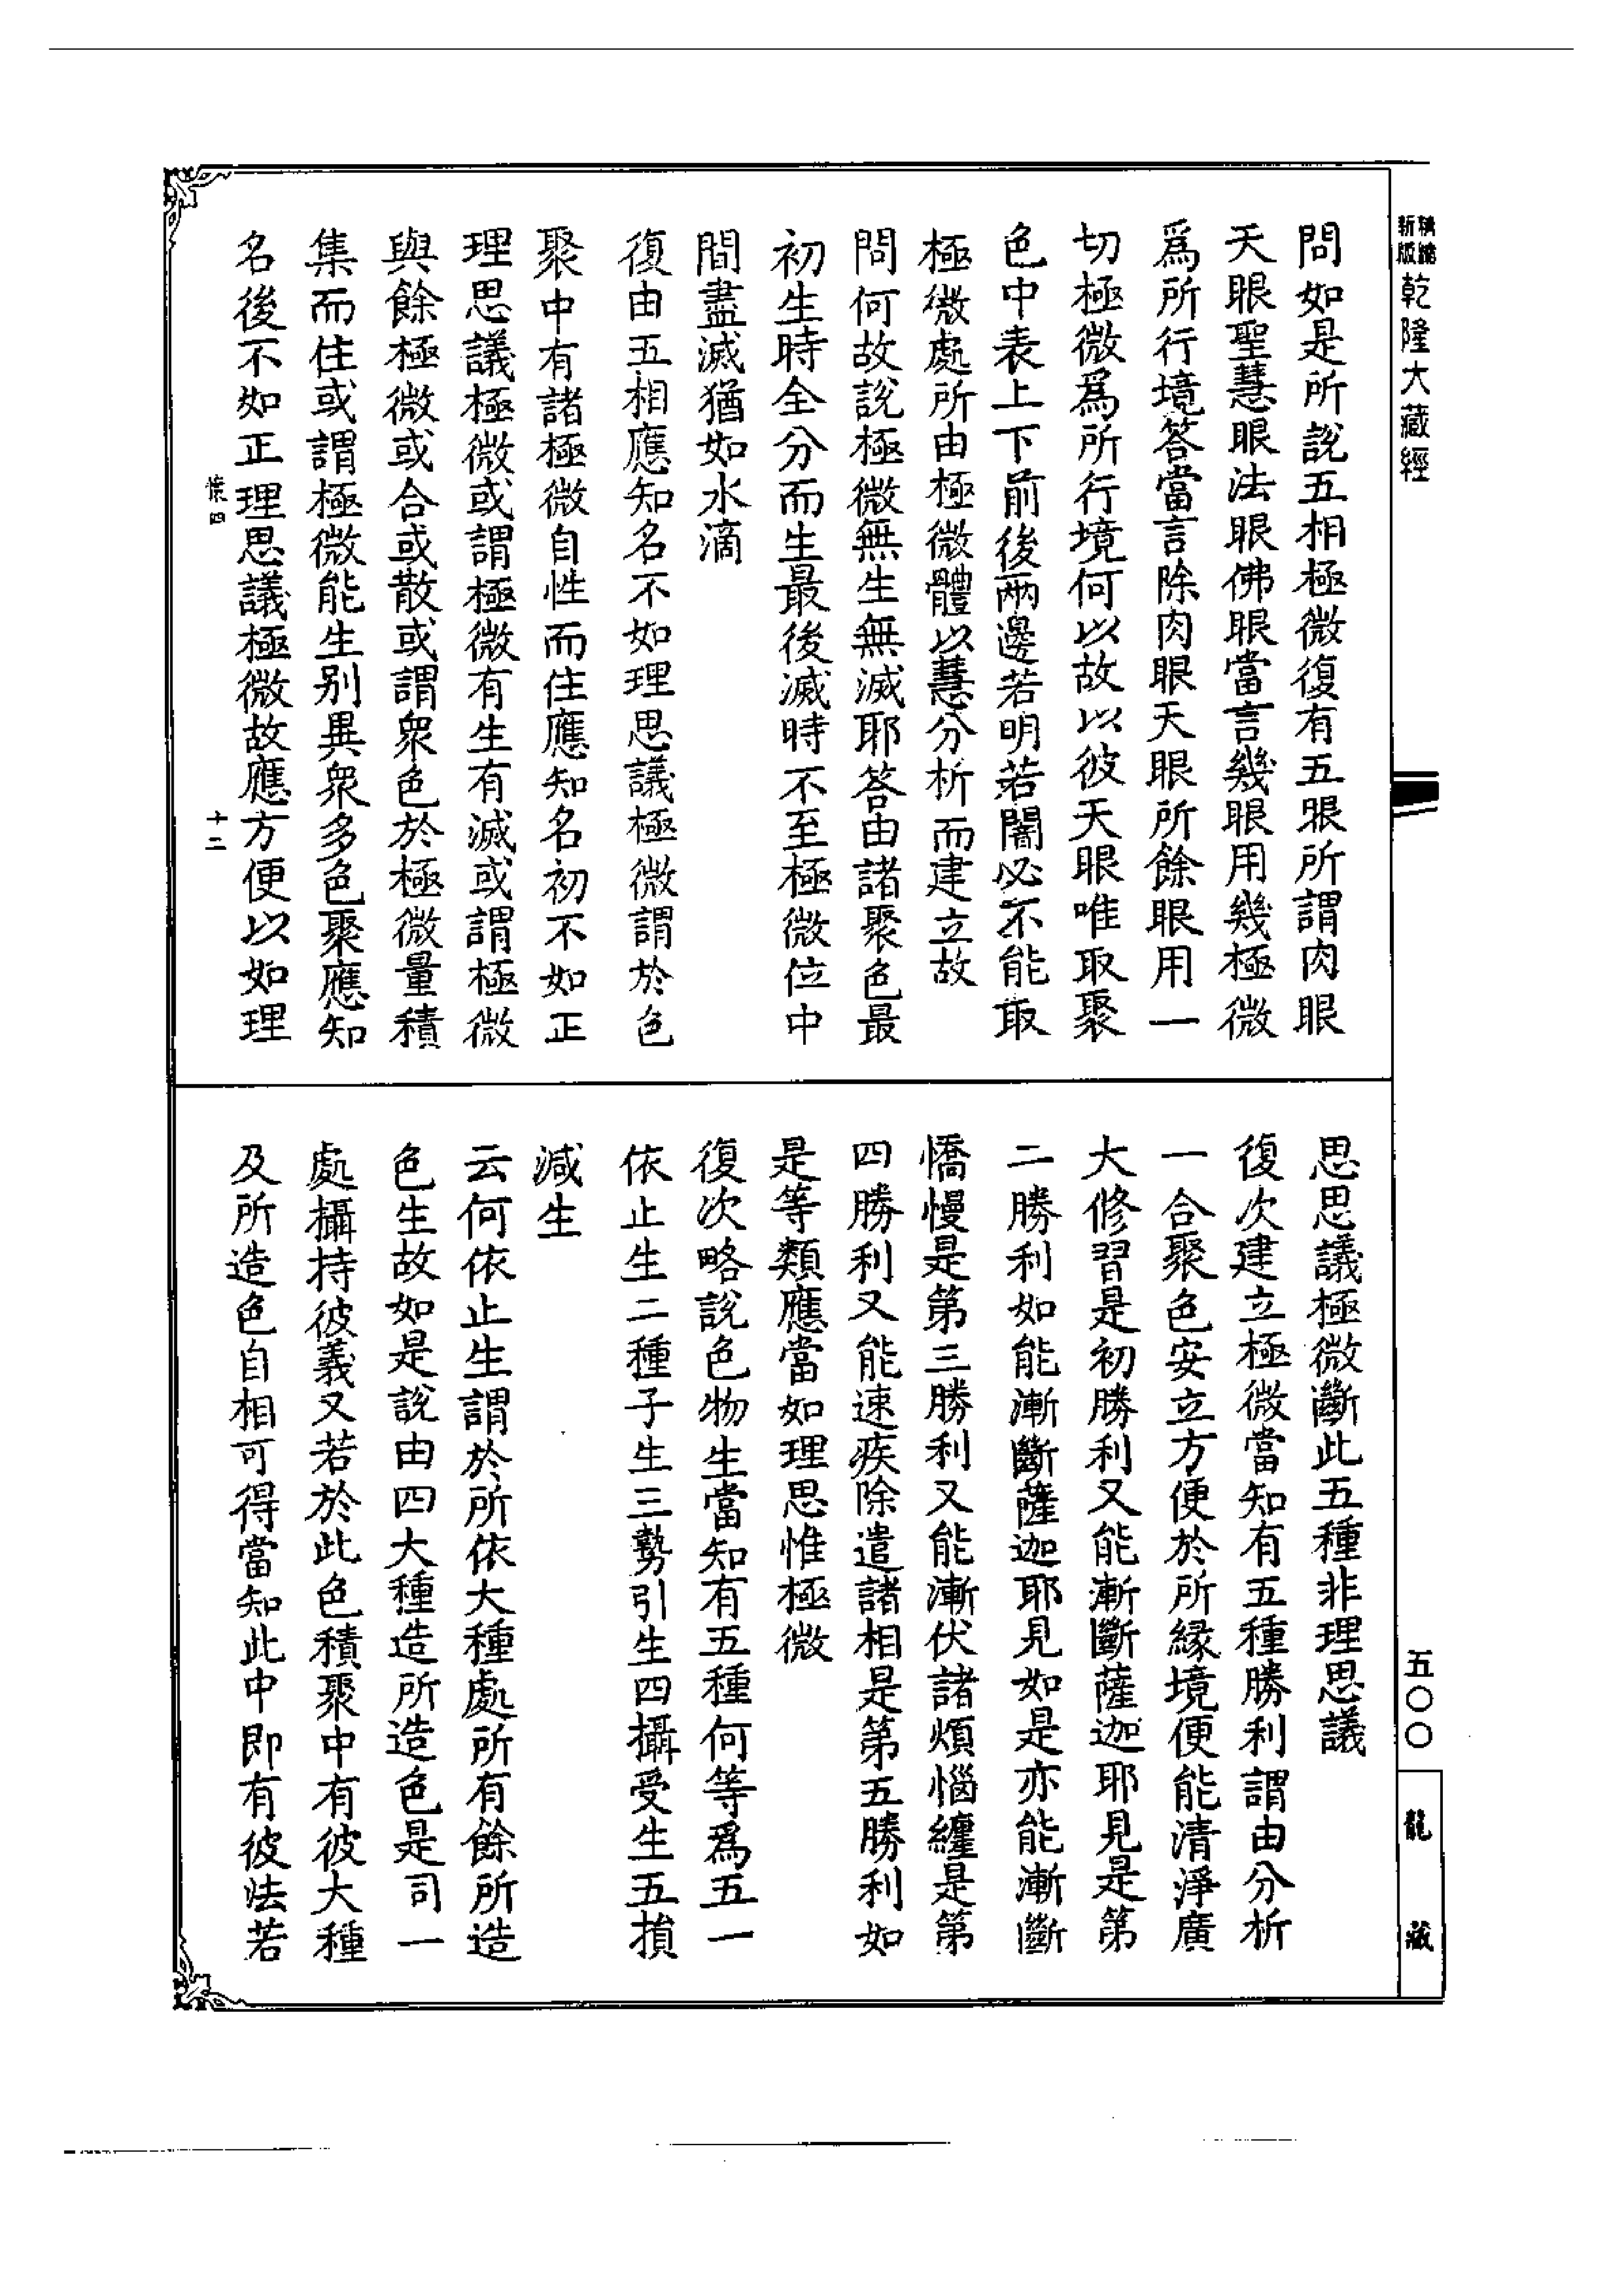 精縮
新版
乾隆大藏經
問如是所說五相極微復有五眼所謂肉眼
天眼聖慧眼法眼佛眼當言幾眼用幾極微
爲所行境答當言除肉眼天眼所餘眼用一
切極微爲所行境何以故以彼天眼唯取聚
色中表上下前後兩邊若明若闇必不能取
極微處所由極微體以慧分析而建立故
問何故說極微無生無滅耶答由諸聚色最
初生時全分而生最後滅時不至極微位中
間盡滅猶如水滴
復由五相應知名不如理思議極微謂於色
聚中有諸極微自性而住應知名初不如正
理思議極微或謂極微有生有滅或謂極微
與餘極微或合或散或謂衆色於極微量積
集而住或謂極微能生別異衆多色聚應知
名後不如正理思議極微故應方便以如理
懷四
十二
思思議極微斷此五種非理思議
復次建立極微當知有五種勝利謂由分析
一合聚色安立方便於所緣境便能清淨廣
大修習是初勝利又能漸斷薩迦耶見是第
二勝利如能漸斷薩迦耶見如是亦能漸斷
憍慢是第三勝利又能漸伏諸煩惱纏是第
四勝利又能速疾除遣諸相是第五勝利如
是等類應當如理思惟極微
復次略說色物生當知有五種何等爲五一
依止生二種子生三勢引生四攝受生五損
減生
云何依止生謂於所依大種處所有餘所造
色生故如是說由四大種造所造色是司一
處攝持彼義又若於此色積聚中有彼大種
及所造色自相可得當知此中即有彼法若
五〇〇
龍藏